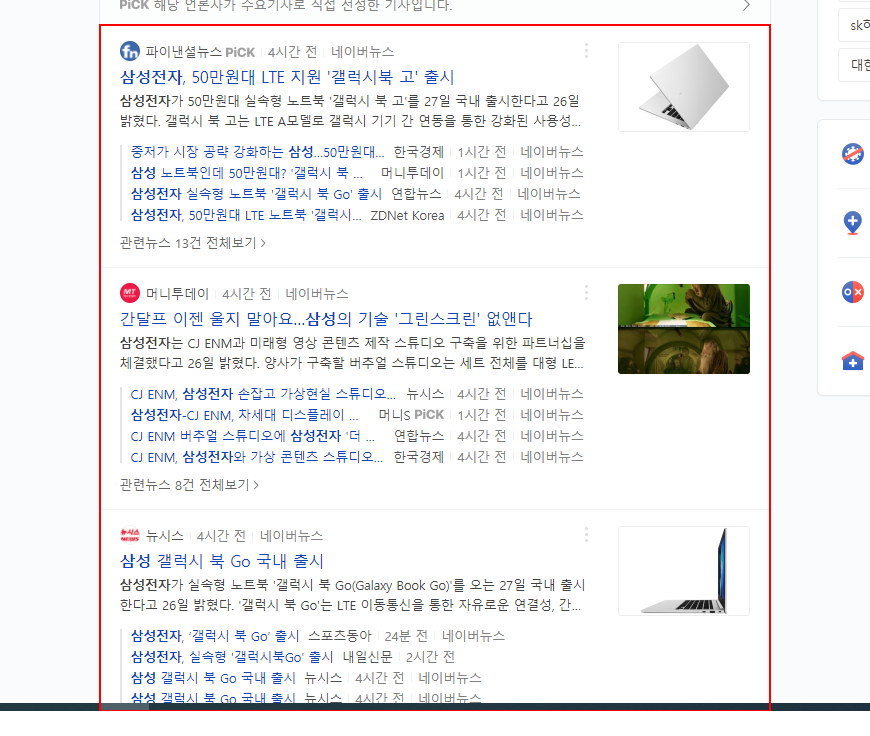 PiCK 해당 언론사가 주요기사로 직접 선정한 기사입니다.
파이낸셜뉴스 PiCK 4시간 전 네이버뉴스
삼성전자, 50만원대 LTE 지원 '갤럭시북 고' 출시
삼성전자가 50만원대 실속형 노트북 '갤럭시 북 고'를 27일 국내 출시한다고 26일
밝혔다. 갤럭시 북 고는 LTE A모델로 갤럭시 기기 간 연동을 통한 강화된 사용성...
중저가 시장 공략 강화하는 삼성...50만원대... 한국경제 1시간 전 네이버뉴스
삼성 노트북인데 50만원대? '갤럭시 북 ... 머니투데이 1시간 전 네이버뉴스
삼성전자 실속형 노트북 '갤럭시 북 Go' 출시 연합뉴스 4시간 전 네이버뉴스
삼성전자, 50만원대 LTE 노트북 '갤럭시... ZDNet Korea 4시간 전 네이버뉴스
관련뉴스 13건 전체보기 >
MT 머니투데이 4시간 전 네이버뉴스
간달프 이젠 울지 말아요...삼성의 기술 '그린스크린' 없앤다
삼성전자는 CJ ENM과 미래형 영상 콘텐츠 제작 스튜디오 구축을 위한 파트너십을
체결했다고 26일 밝혔다. 양사가 구축할 버추얼 스튜디오는 세트 전체를 대형 LE...
CJ ENM, 삼성전자 손잡고 가상현실 스튜디오... 뉴시스 4시간 전 네이버뉴스
삼성전자-CJ ENM, 차세대 디스플레이 ... 머니S PiCK 1시간 전 네이버뉴스
CJ ENM 버추얼 스튜디오에 삼성전자 '더 ... 연합뉴스 4시간 전 네이버뉴스
CJ ENM, 삼성전자와 가상 콘텐츠 스튜디오... 한국경제 4시간 전 네이버뉴스
관련뉴스 8건 전체보기 >
뉴시스 NEWSIS 뉴시스 4시간 전 네이버뉴스
삼성 갤럭시 북 Go 국내 출시
삼성전자가 실속형 노트북 '갤럭시 북 Go(Galaxy Book Go)'를 오는 27일 국내 출시
한다고 26일 밝혔다. '갤럭시 북 Go'는 LTE 이동통신을 통한 자유로운 연결성, 간...
삼성전자, '갤럭시 북 Go' 출시 스포츠동아 24분 전 네이버뉴스
삼성전자, 실속형 '갤럭시북Go' 출시 내일신문 2시간 전
삼성 갤럭시 북 Go 국내 출시 뉴시스 4시간 전 네이버뉴스
삼성 갤럭시 북 Go 국내 출시 뉴시스 4시간 전 네이버뉴스